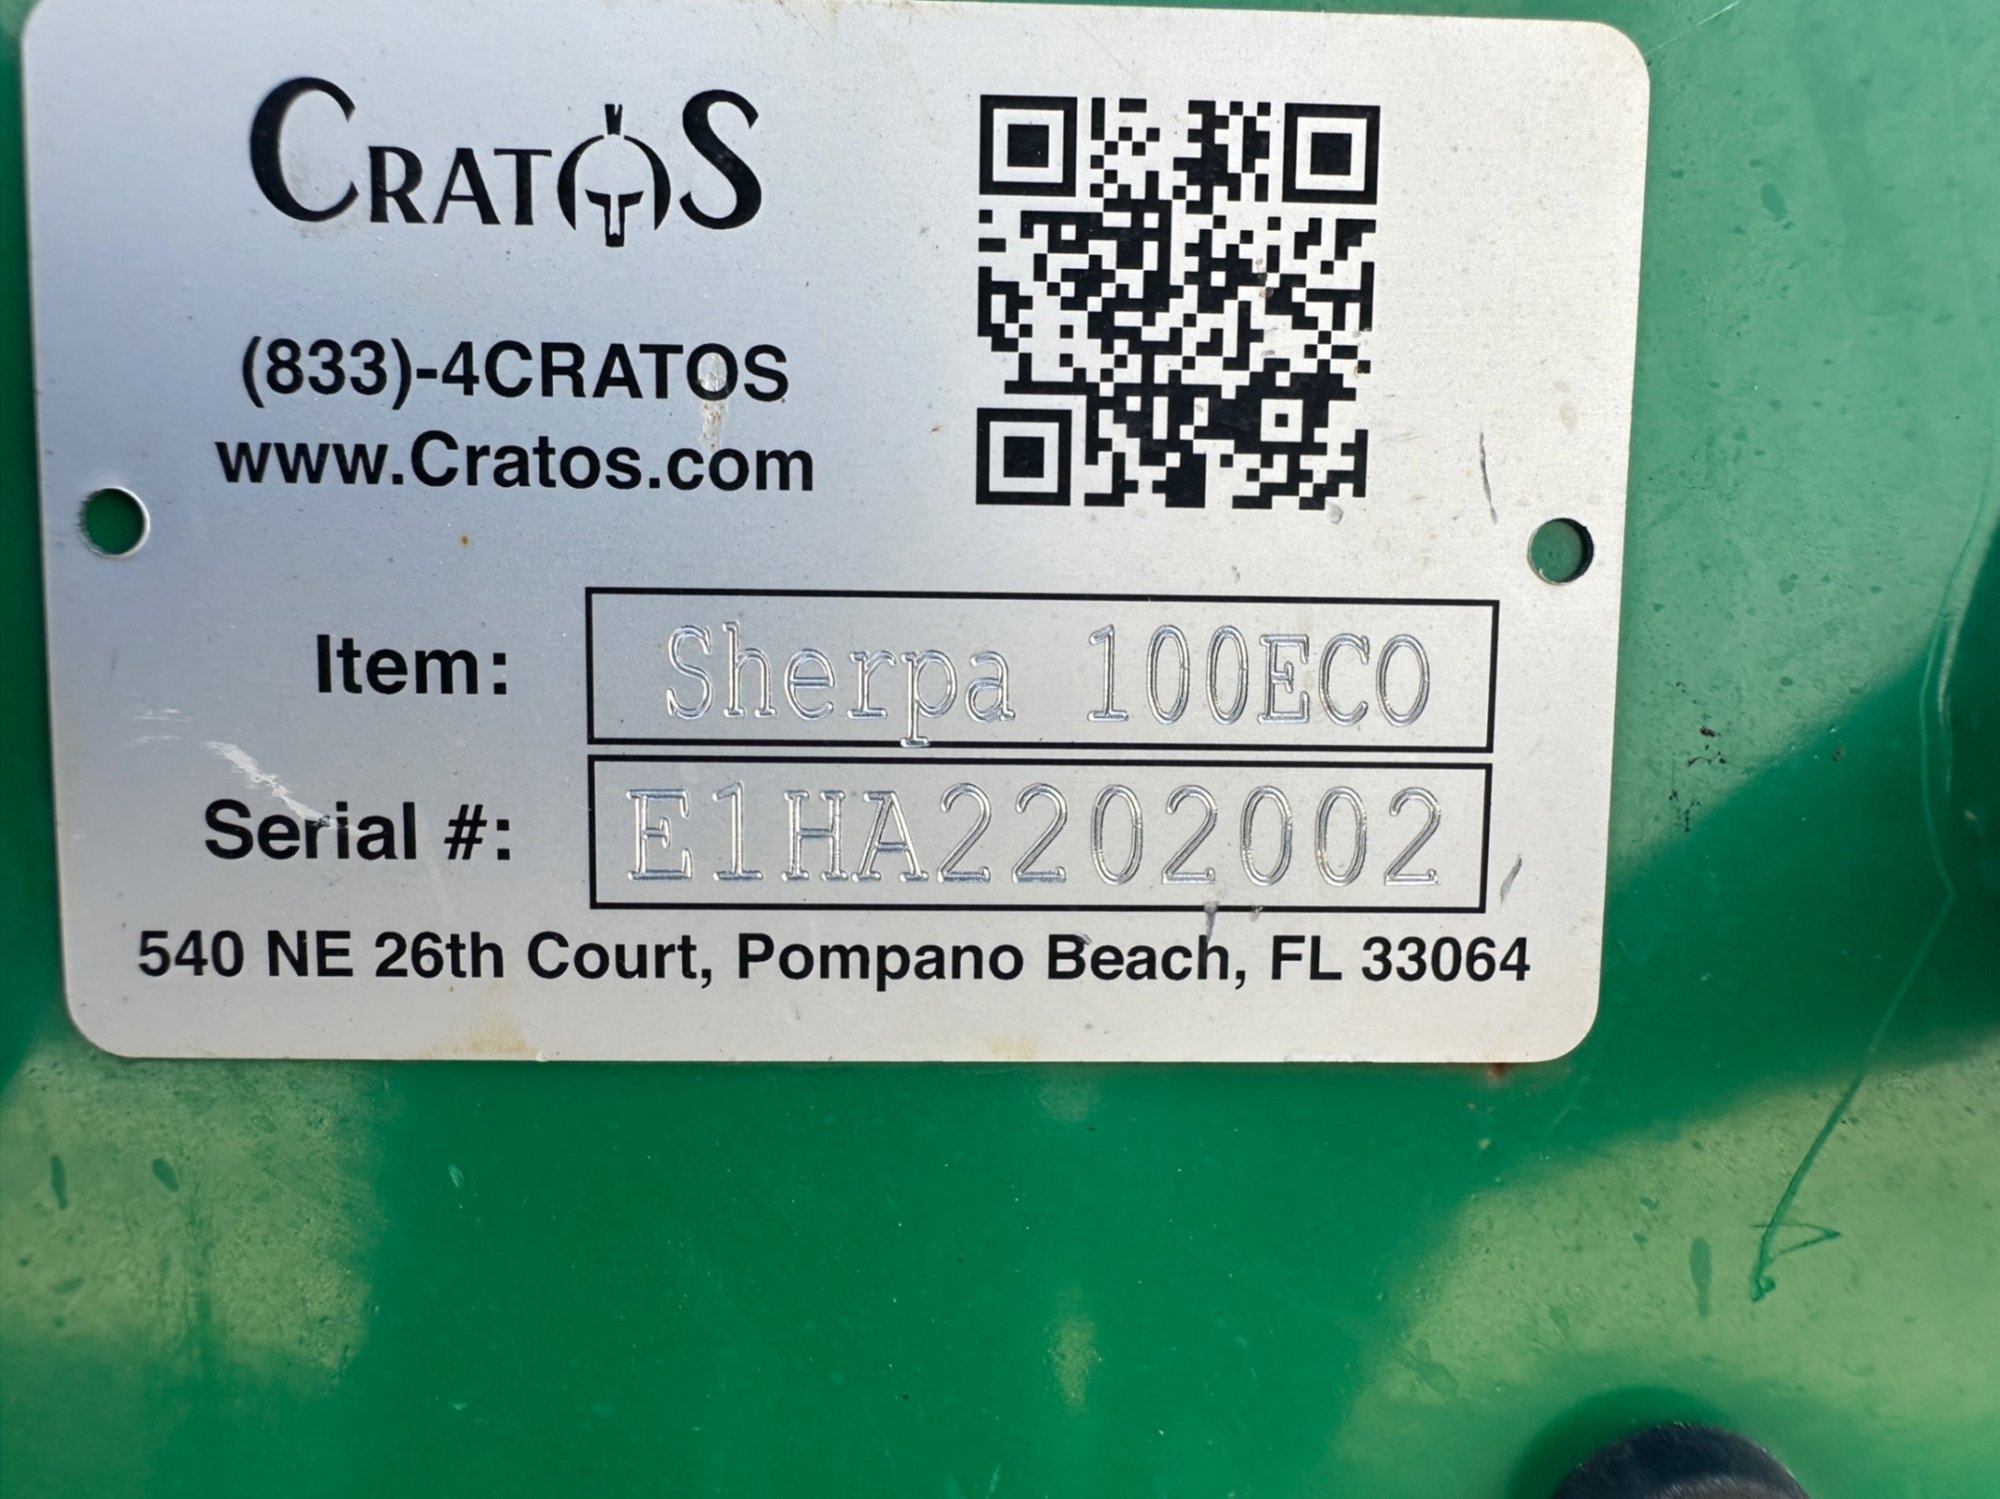 CRATOS
(833)-4CRATOS
www.Cratos.com
Item: Sherpa 100ECO
Serial #: E1HA2202002
540 NE 26th Court, Pompano Beach, FL 33064